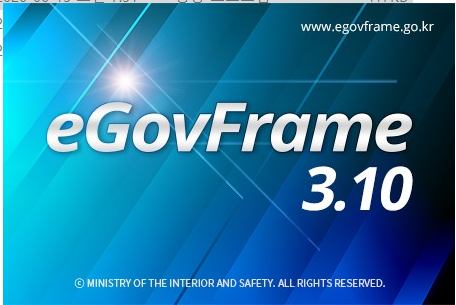 www.egovframe.go.kr
eGovFrame
3.10
ⓒ MINISTRY OF THE INTERIOR AND SAFETY. ALL RIGHTS RESERVED.